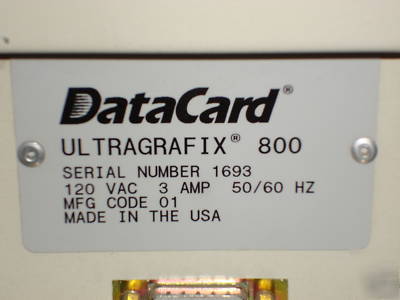 DataCard®
ULTRAGRAFIX® 800
SERIAL NUMBER 1693
120 VAC 3 AMP 50/60 HZ
MFG CODE 01
MADE IN THE USA